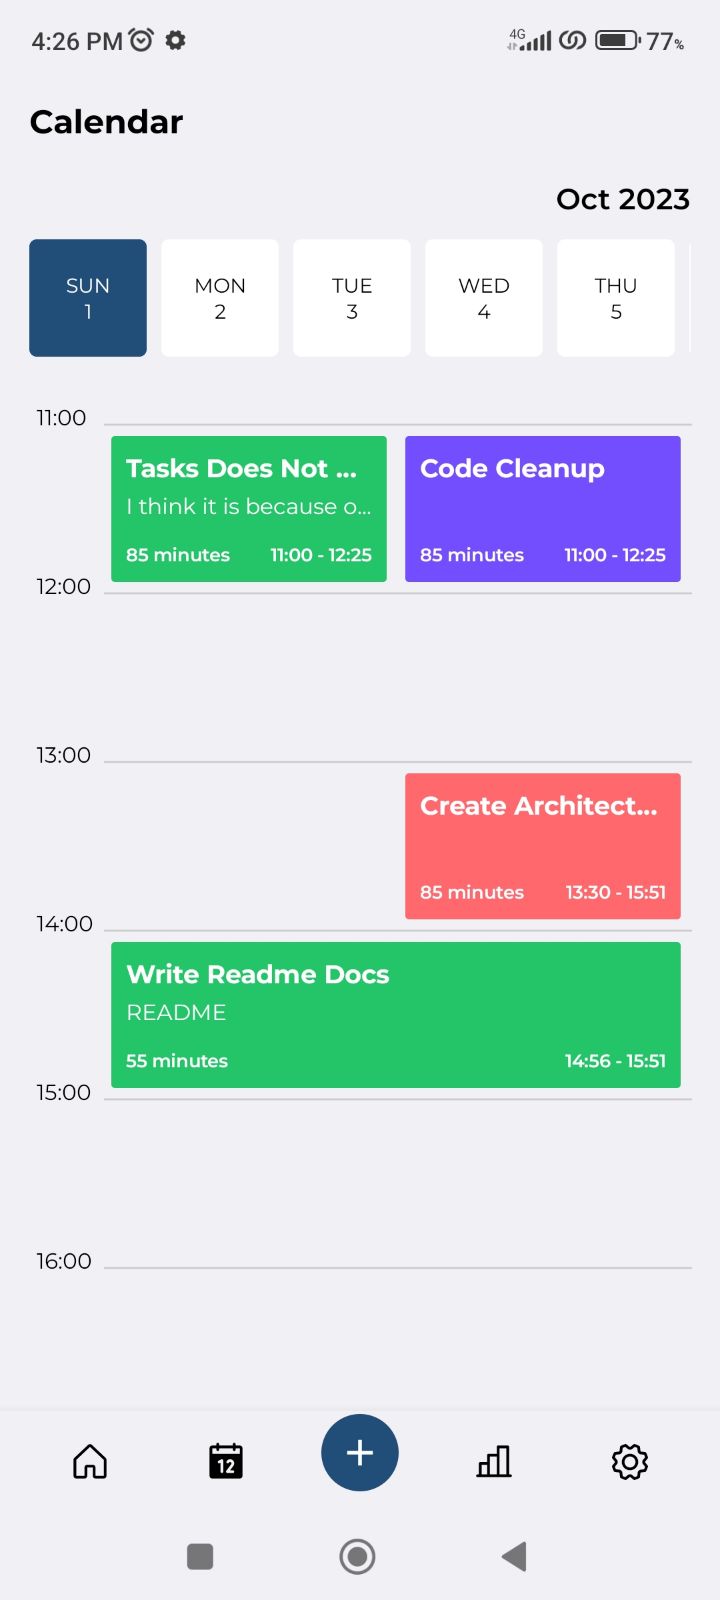 4:26 PM
4G
77%
Calendar
Oct 2023
SUN
1
MON
2
TUE
3
WED
4
THU
5
11:00
Tasks Does Not ...
I think it is because o...
85 minutes 11:00 - 12:25
Code Cleanup
85 minutes 11:00 - 12:25
12:00
13:00
Create Architect...
85 minutes 13:30 - 15:51
14:00
Write Readme Docs
README
55 minutes 14:56 - 15:51
15:00
16:00
12